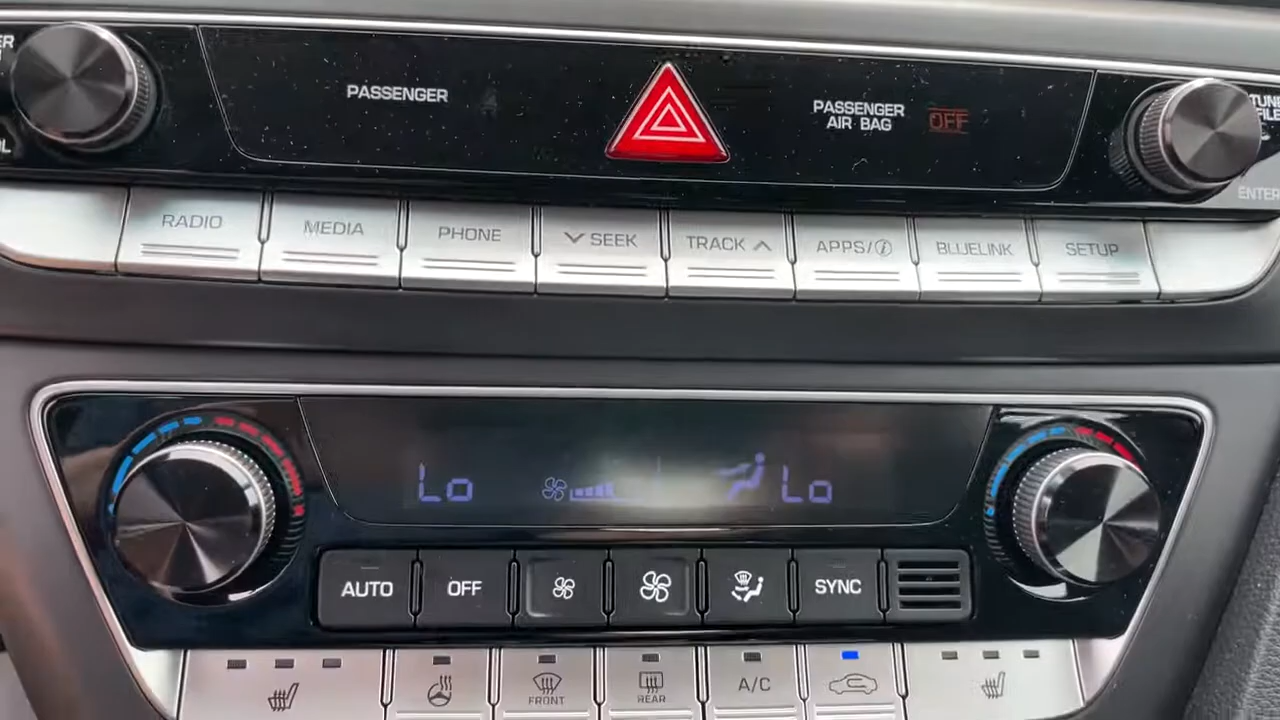 PASSENGER
PASSENGER
AIR BAG
OFF
ENTER
RADIO
MEDIA
PHONE
SEEK
TRACK
APPS/i
BLUELINK
SETUP
Lo
Lo
AUTO
OFF
SYNC
FRONT
REAR
A/C